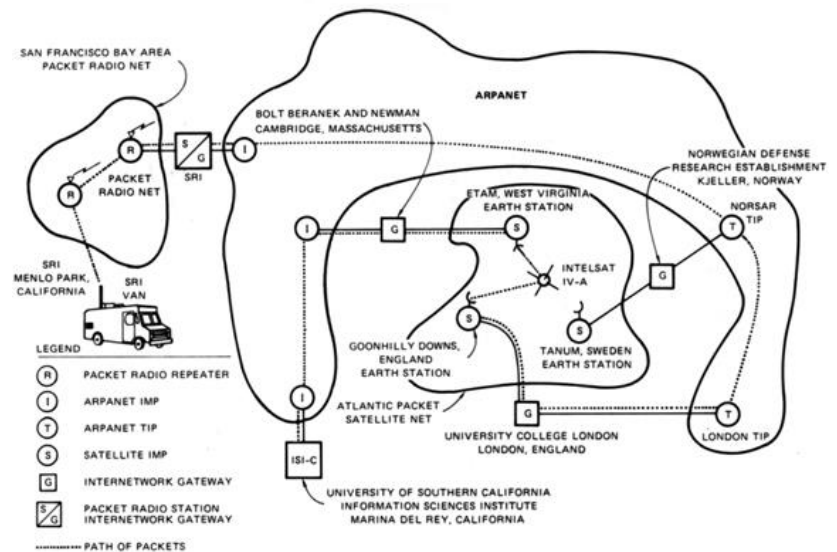 SAN FRANCISCO BAY AREA
PACKET RADIO NET
ARPANET
BOLT BERANEK AND NEWMAN
CAMBRIDGE, MASSACHUSETTS
NORWEGIAN DEFENSE
RESEARCH ESTABLISHMENT
KJELLER, NORWAY
R
S
G
I
SRI
PACKET
RADIO NET
R
ETAM, WEST VIRGINIA
EARTH STATION
NORSAR
TIP
T
I
G
S
INTELSAT
IV-A
G
SRI
MENLO PARK,
CALIFORNIA
SRI
VAN
S
GOONHILLY DOWNS,
ENGLAND
EARTH STATION
S
TANUM, SWEDEN
EARTH STATION
ATLANTIC PACKET
SATELLITE NET
G
UNIVERSITY COLLEGE LONDON
LONDON, ENGLAND
T
LONDON TIP
I
ISI-C
UNIVERSITY OF SOUTHERN CALIFORNIA
INFORMATION SCIENCES INSTITUTE
MARINA DEL REY, CALIFORNIA
LEGEND
R PACKET RADIO REPEATER
I ARPANET IMP
T ARPANET TIP
S SATELLITE IMP
G INTERNETWORK GATEWAY
S/G PACKET RADIO STATION
INTERNETWORK GATEWAY
PATH OF PACKETS